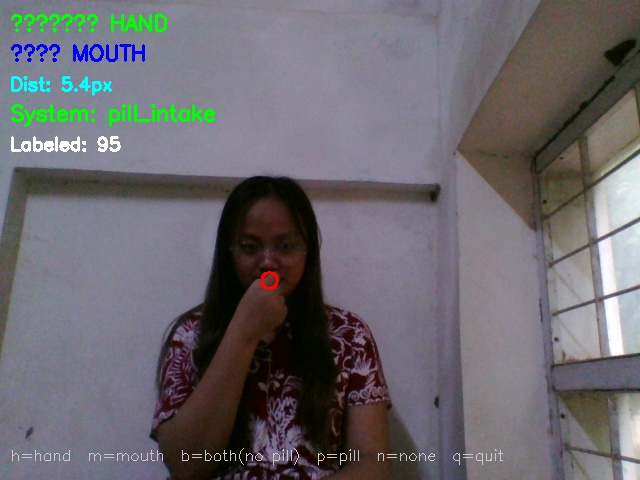 ??????? HAND
???? MOUTH
Dist: 5.4px
System: pill_intake
Labeled: 95
h=hand m=mouth b=both(no pill) p=pill n=none q=quit